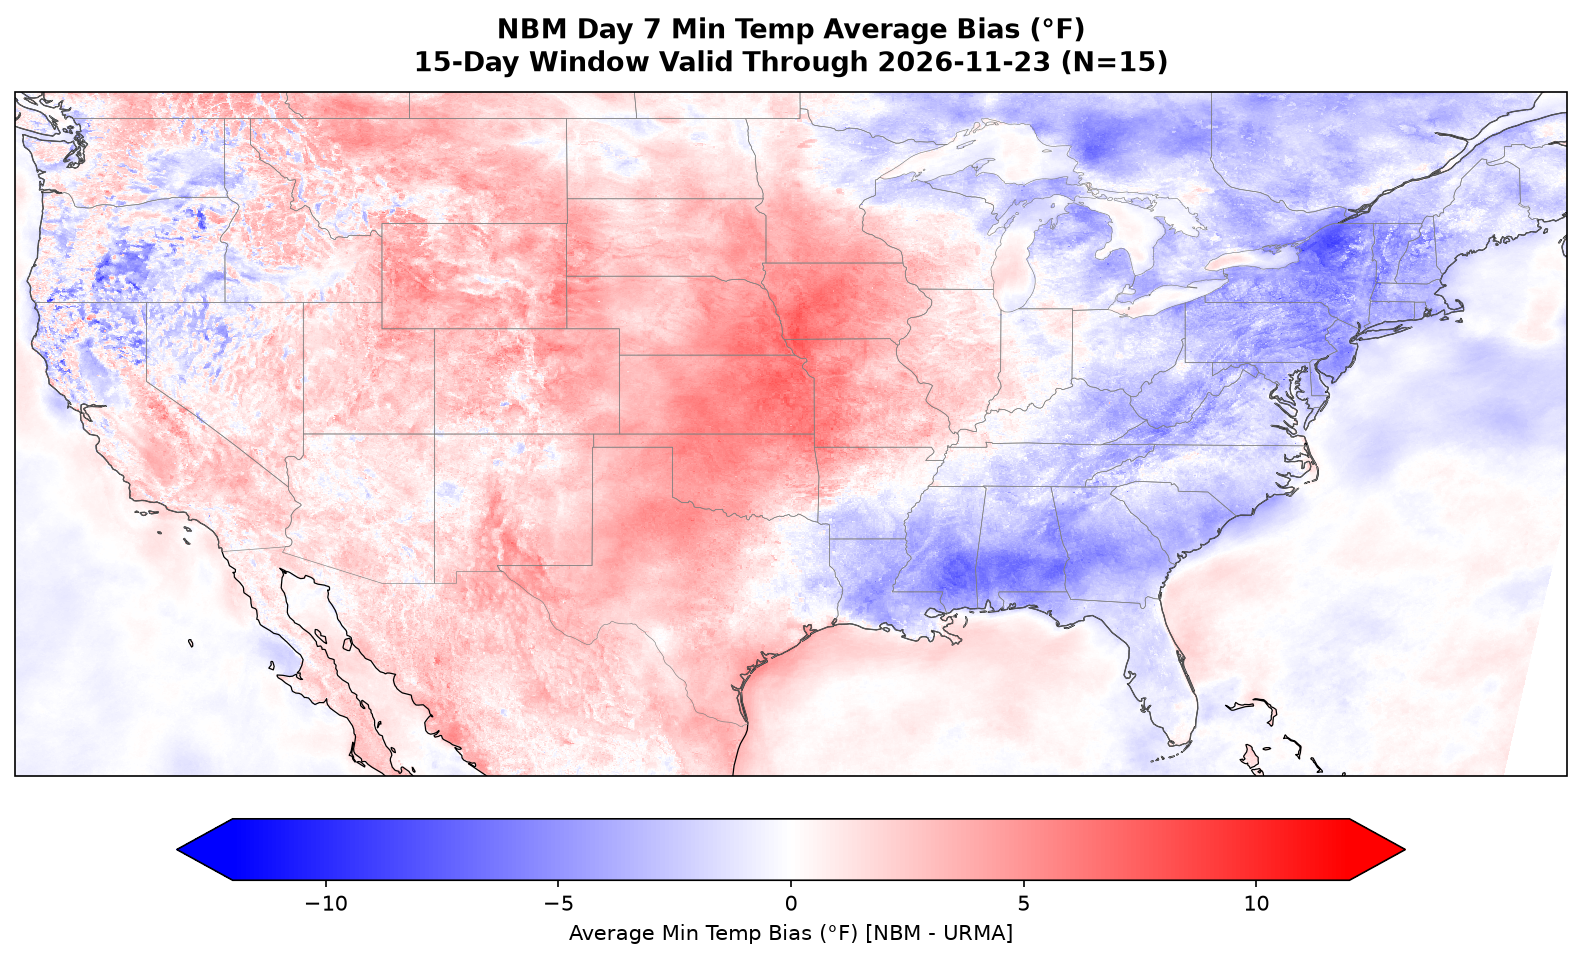 NBM Day 7 Min Temp Average Bias (°F)
15-Day Window Valid Through 2026-11-23 (N=15)
−10 −5 0 5 10
Average Min Temp Bias (°F) [NBM - URMA]